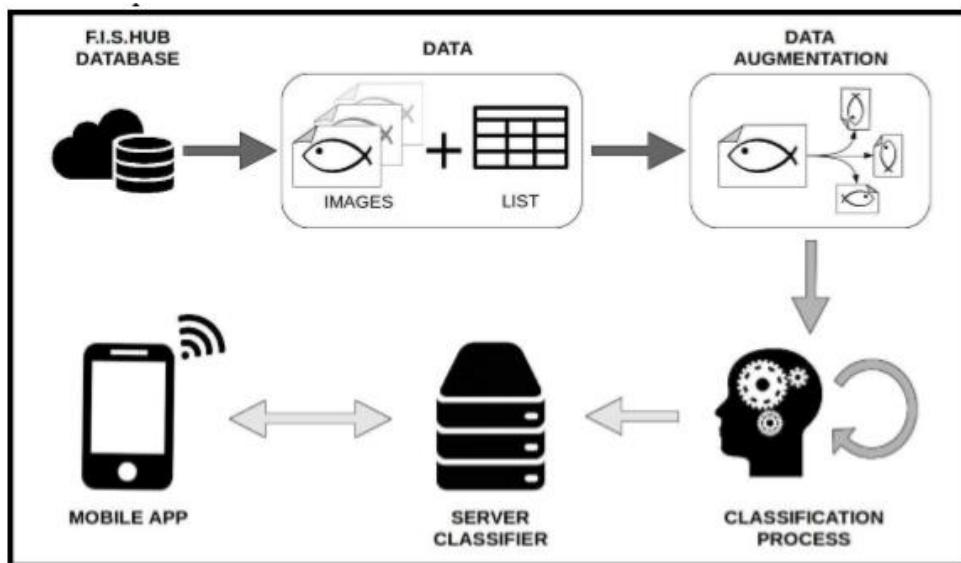 F.I.S.HUB
DATABASE
DATA
DATA
AUGMENTATION
IMAGES
LIST
MOBILE APP
SERVER
CLASSIFIER
CLASSIFICATION
PROCESS